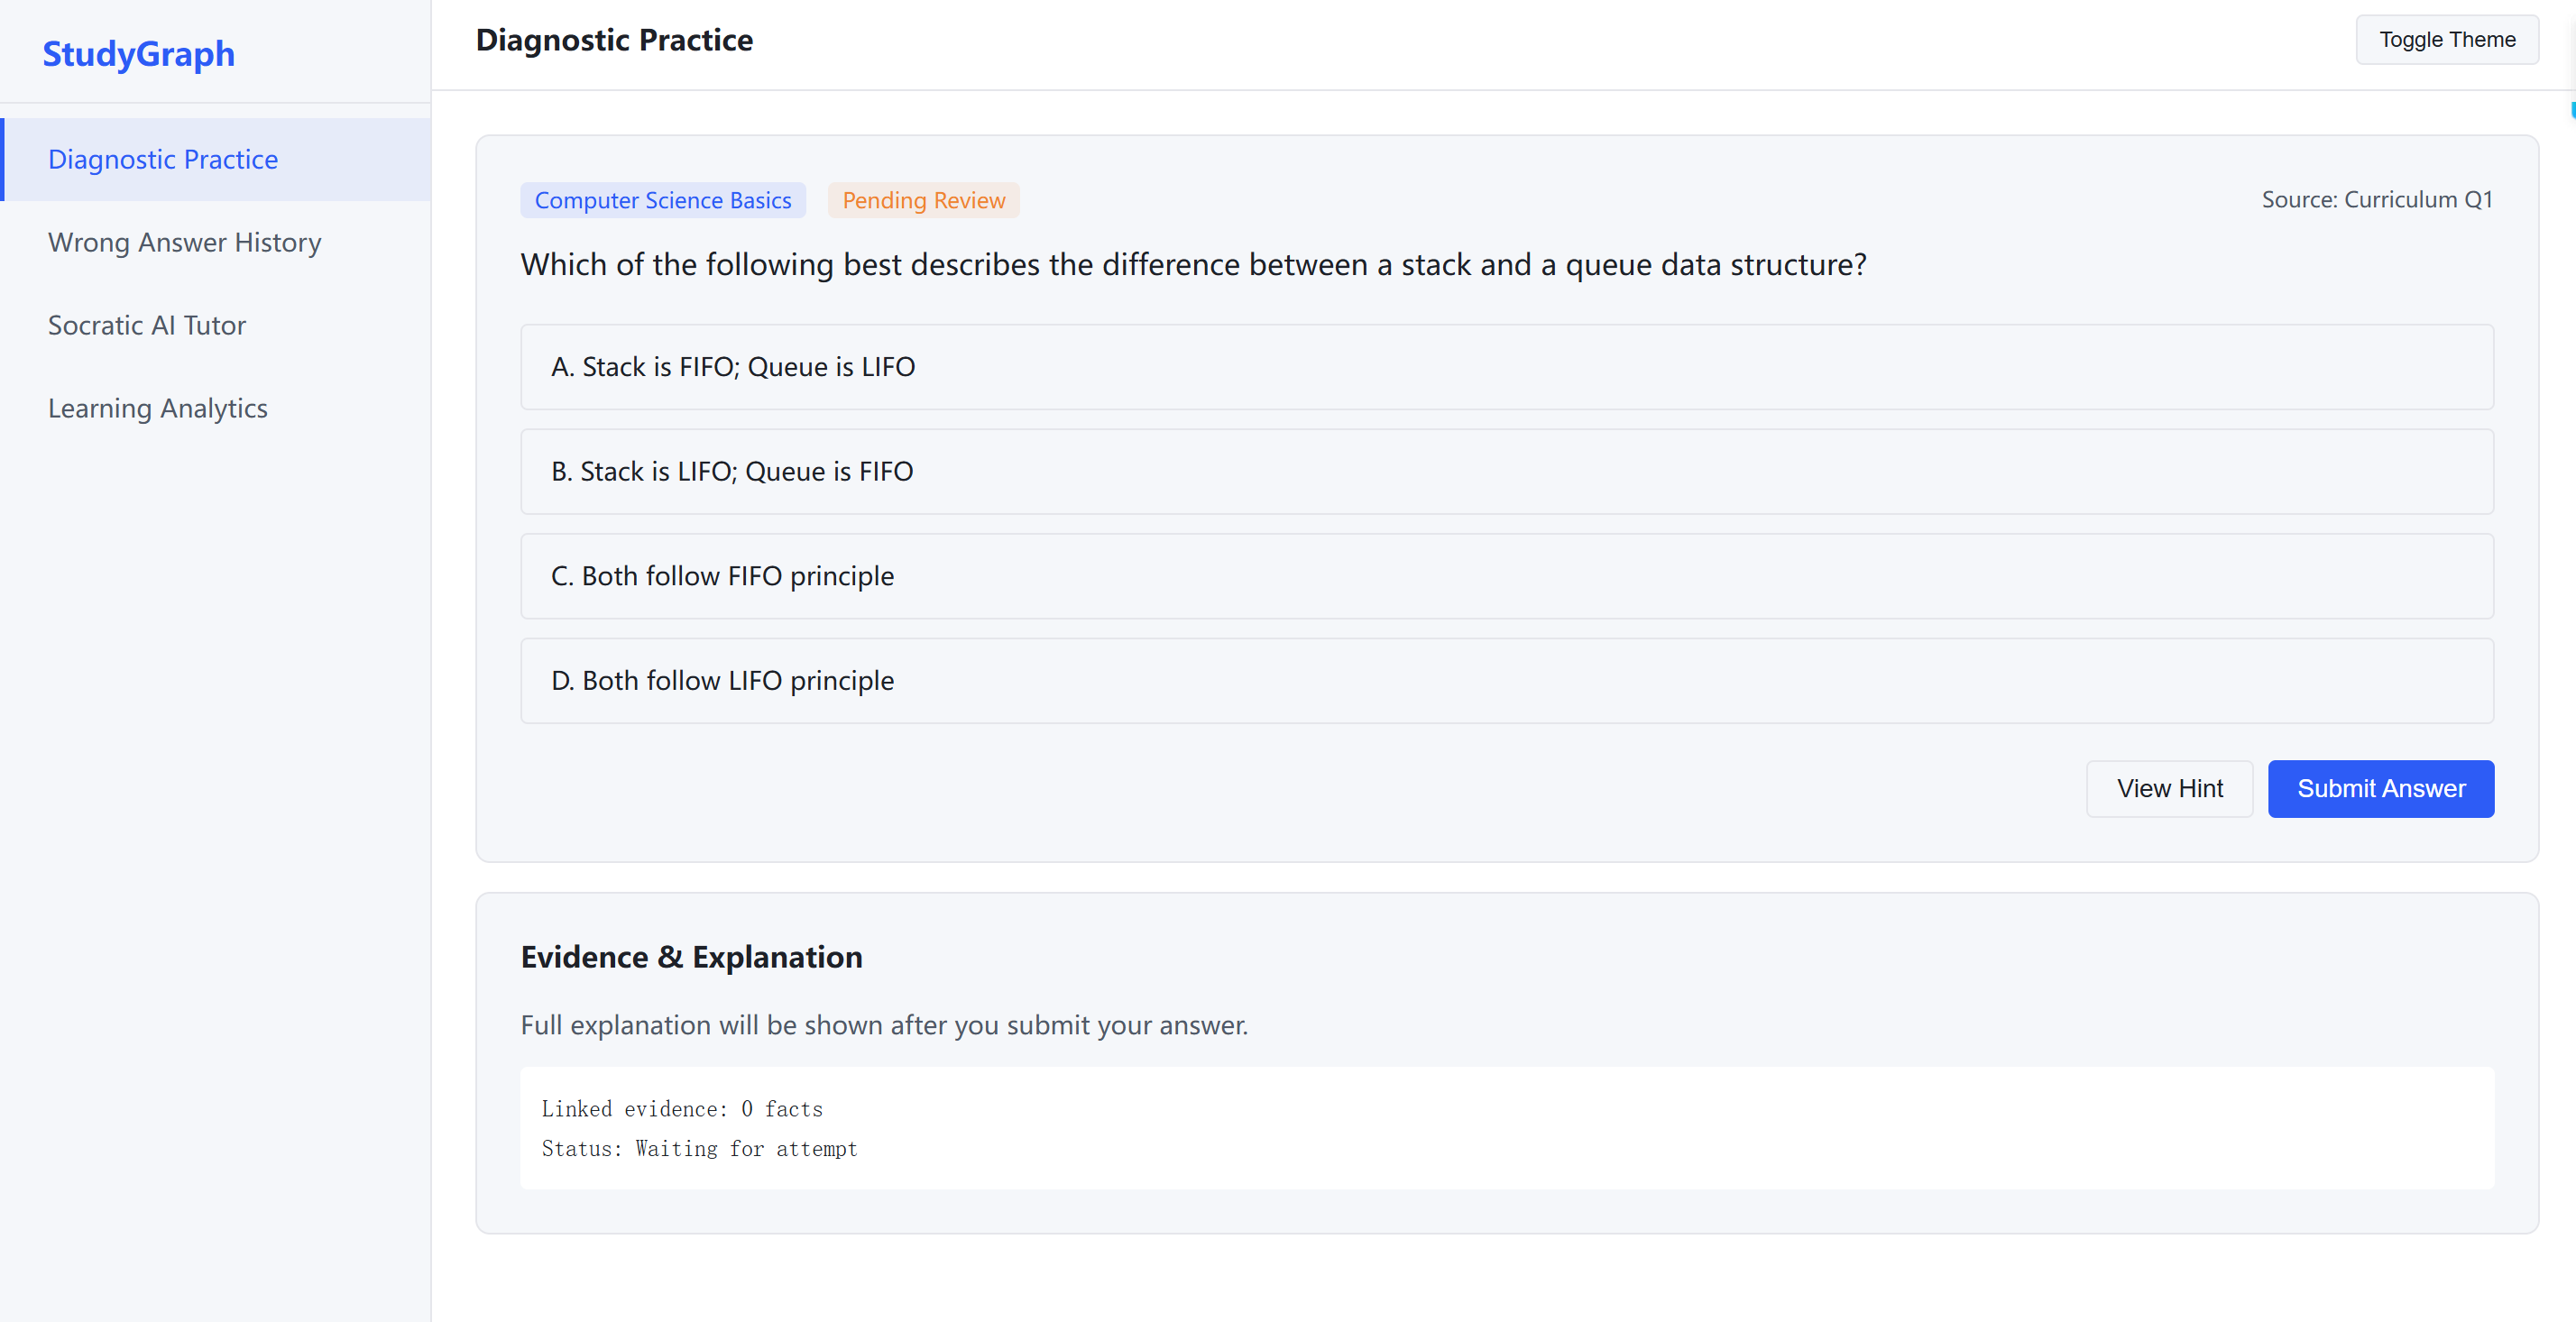 StudyGraph
Diagnostic Practice
Wrong Answer History
Socratic AI Tutor
Learning Analytics
Diagnostic Practice
Toggle Theme
Computer Science Basics
Pending Review
Source: Curriculum Q1
Which of the following best describes the difference between a stack and a queue data structure?
A. Stack is FIFO; Queue is LIFO
B. Stack is LIFO; Queue is FIFO
C. Both follow FIFO principle
D. Both follow LIFO principle
View Hint
Submit Answer
Evidence & Explanation
Full explanation will be shown after you submit your answer.
Linked evidence: 0 facts
Status: Waiting for attempt